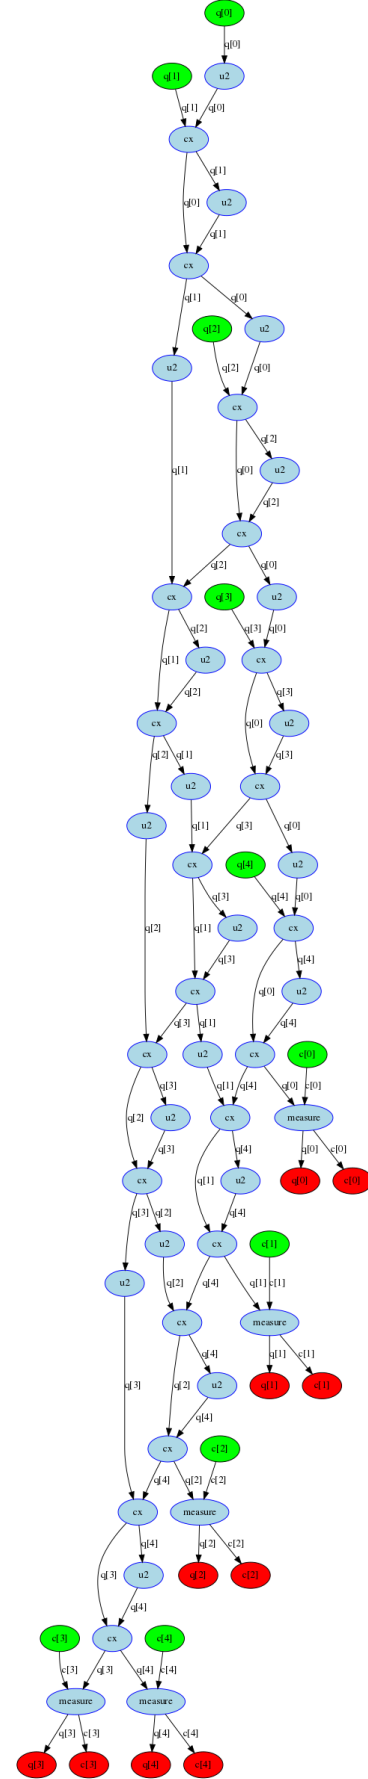 q[0]
q[0]
q[1] u2
q[1] q[0]
cx
q[1]
q[0] u2
q[1]
cx
q[1] q[0]
q[2] u2
u2 q[2] q[0]
cx
q[2]
q[1] q[0] u2
q[2]
cx
q[2] q[0]
cx q[3] u2
q[2] q[3] q[0]
q[1] u2 cx
q[2] q[3]
cx q[0] u2
q[2] q[1] q[3]
u2 cx
u2 q[1] q[3] q[0]
cx q[4] u2
q[3] q[4] q[0]
q[2] q[1] u2 cx
q[3] q[4]
cx q[0] u2
q[3] q[1] q[4]
cx u2 cx c[0]
q[3] q[1] q[4] q[0] c[0]
q[2] u2 cx measure
q[3] q[4] q[0] c[0]
cx q[1] u2 q[0] c[0]
q[3] q[2] q[4]
u2 cx c[1]
u2 q[2] q[4] q[1] c[1]
cx measure
q[4] q[1] c[1]
q[3] q[2] u2 q[1] c[1]
q[4]
cx c[2]
q[4] q[2] c[2]
cx measure
q[4] q[2] c[2]
q[3] u2 q[2] c[2]
q[4]
c[3] cx c[4]
c[3] q[3] q[4] c[4]
measure measure
q[3] c[3] q[4] c[4]
q[3] c[3] q[4] c[4]